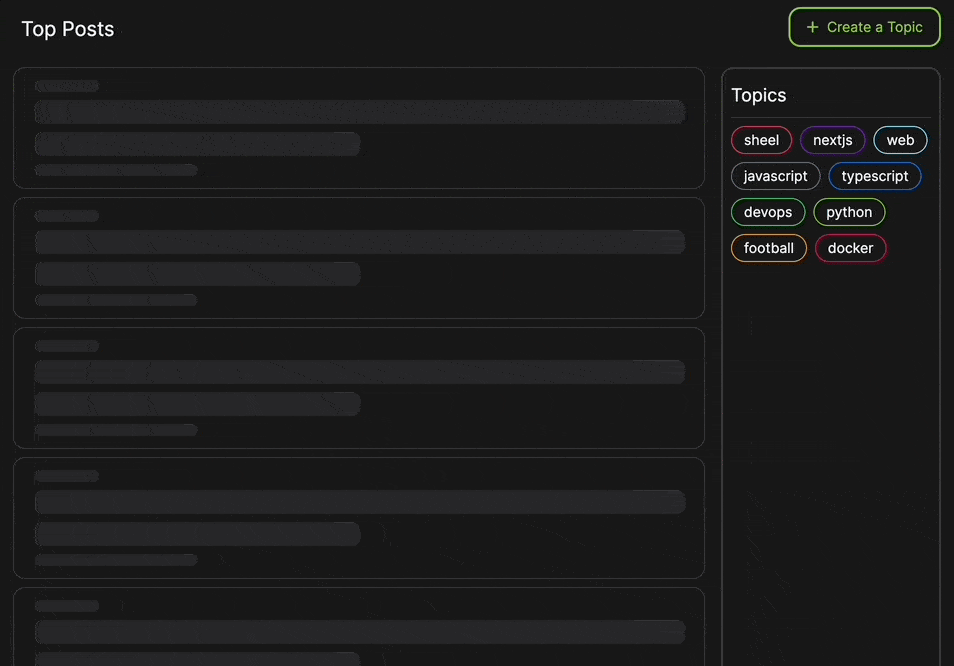 Top Posts
+ Create a Topic
Topics
sheel nextjs web
javascript typescript
devops python
football docker